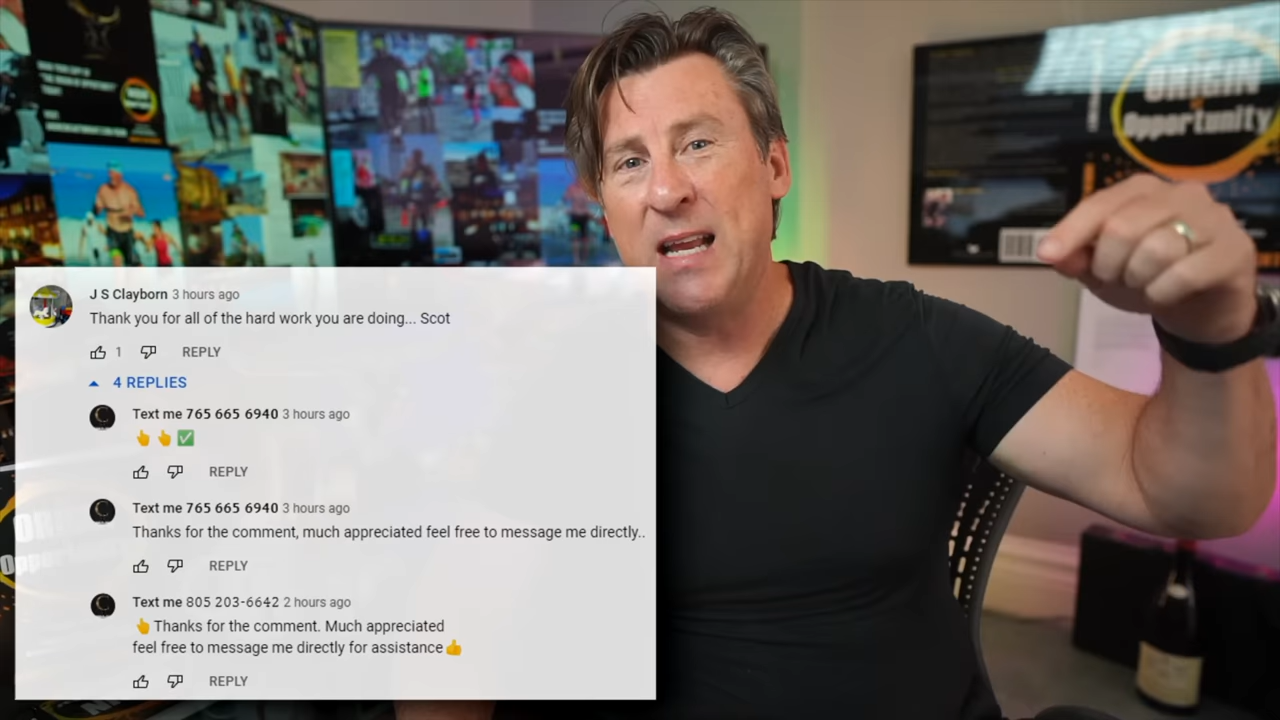 ORIGIN
Opportunity
J S Clayborn 3 hours ago
Thank you for all of the hard work you are doing... Scot
1 REPLY
4 REPLIES
Text me 765 665 6940 3 hours ago
👆 👆 ✅
REPLY
Text me 765 665 6940 3 hours ago
Thanks for the comment, much appreciated feel free to message me directly..
REPLY
Text me 805 203-6642 2 hours ago
👆Thanks for the comment. Much appreciated
feel free to message me directly for assistance👍
REPLY